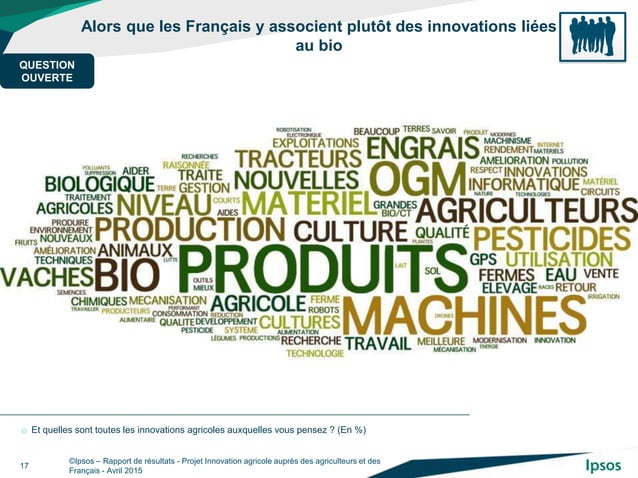 Alors que les Français y associent plutôt des innovations liées
au bio
QUESTION
OUVERTE
ROBOTISATION
ELECTRONIQUE
BEAUCOUP TERRES SAVOIR PRODUIT MODERNES
EXPLOITATIONS ENGRAIS MACHINISME INTERNET
RENDEMENT MATERIELS
RECHERCHES TRACTEURS AMELIORATION POLLUTION
POLLUANTS
SUPPRESSION AIDER RAISONNÉE
TRAITE NOUVELLES OGM RESPECT INNOVATIONS
BIOLOGIQUE TERRE GESTION INFORMATIQUE MATÉRIEL
TRAITEMENT NATURE TECHNOLOGIES CIRCUITS
AGRICOLES NIVEAU COURTS MATERIEL GRANDES AGRICULTEURS
AIDES BIO/CT
PRODUIRE
ENVIRONNEMENT PRODUCTION CULTURE QUALITÉ PESTICIDES
FRUITS NOUVEAUX PLANTES
AMÉLIORATION ANIMAUX
TECHNIQUES LUTTE PRODUITS LAIT SOL GPS UTILISATION
VACHES BIO OUTILS FERMES EAU VENTE
MIEUX ELEVAGE RACES RETOUR
SEMENCES IRRIGATION
CHIMIQUES MECANISATION AGRICOLE FERME MACHINES
TRAVAILLER PRODUCTEURS PERFORMANT ROBOTS
CONSOMMATION REDUCTION DRONES
ALIMENTAIRE QUALITE DEVELOPPEMENT CULTURES
PESTICIDE SYSTEME ALIMENTATION
LÉGUMES PRODUCTIONS RECHERCHE TRAVAIL MEILLEURE MODERNISATION INNOVATION
TECHNOLOGIE MÉCANISATION ENERGIE
o Et quelles sont toutes les innovations agricoles auxquelles vous pensez ? (En %)
17
©Ipsos – Rapport de résultats - Projet Innovation agricole auprès des agriculteurs et des
Français - Avril 2015
Ipsos